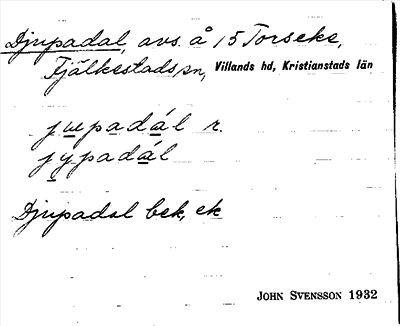 Djupadal, avs. å 15 Torseke,
Fjälkestads sn, Villands hd, Kristianstads län
jupadál r.
jypadál
Djupadal bek, ek
JOHN SVENSSON 1932